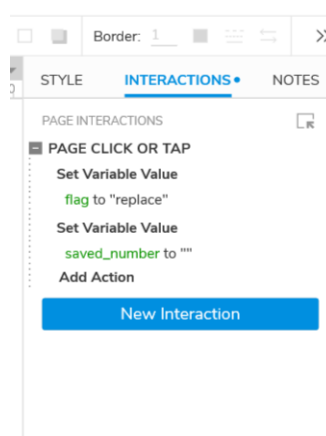 Border: 1
STYLE INTERACTIONS NOTES
PAGE INTERACTIONS
PAGE CLICK OR TAP
Set Variable Value
flag to "replace"
Set Variable Value
saved_number to ""
Add Action
New Interaction